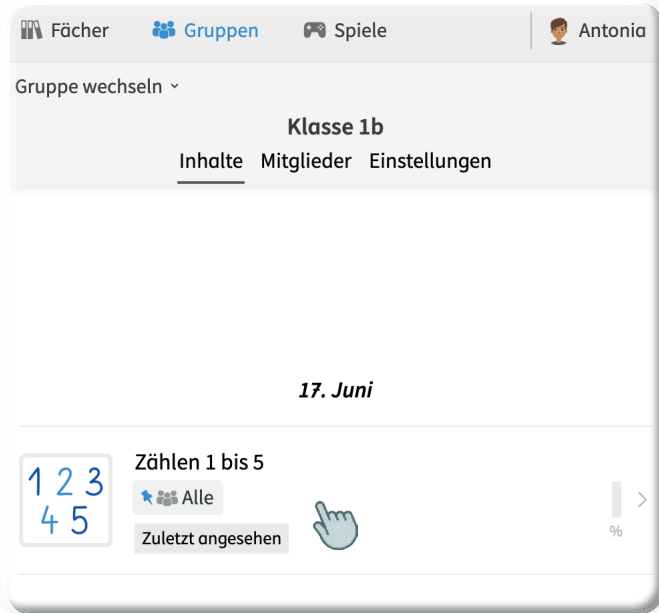 Fächer Gruppen Spiele Antonia
Gruppe wechseln
Klasse 1b
Inhalte Mitglieder Einstellungen
17. Juni
1 2 3
4 5
Zählen 1 bis 5
Alle
Zuletzt angesehen
%